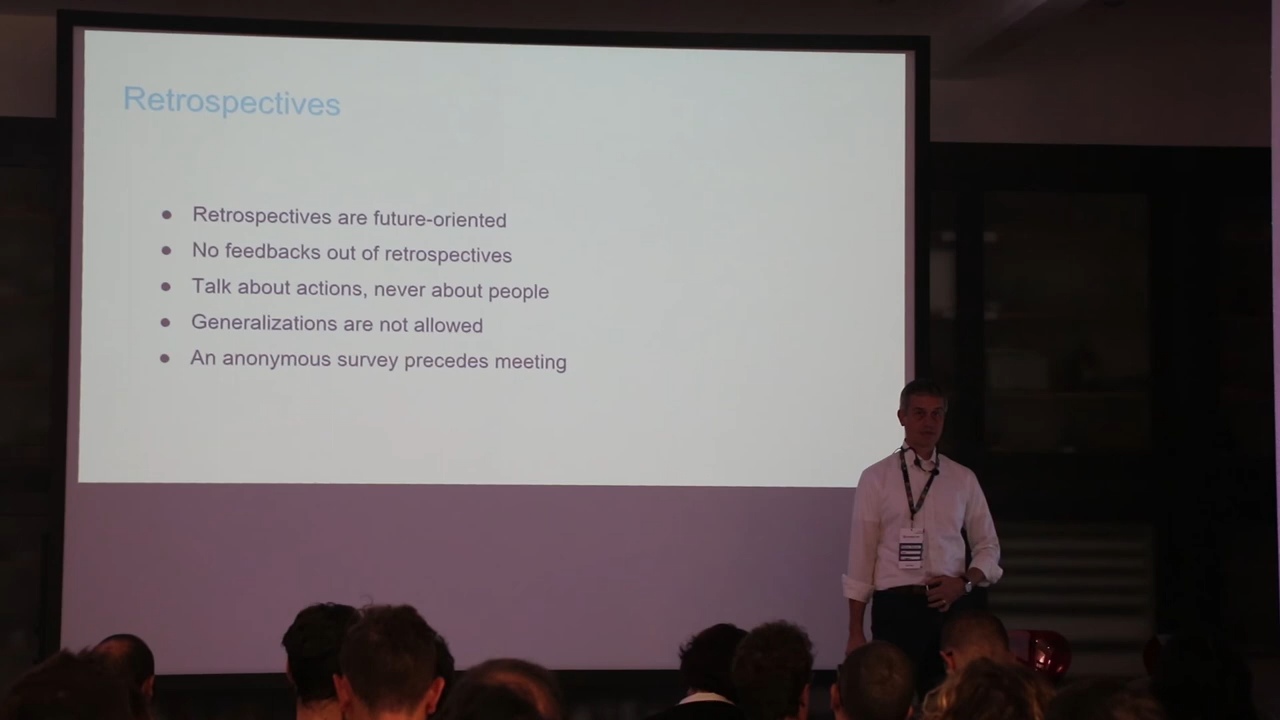 Retrospectives
● Retrospectives are future-oriented
● No feedbacks out of retrospectives
● Talk about actions, never about people
● Generalizations are not allowed
● An anonymous survey precedes meeting